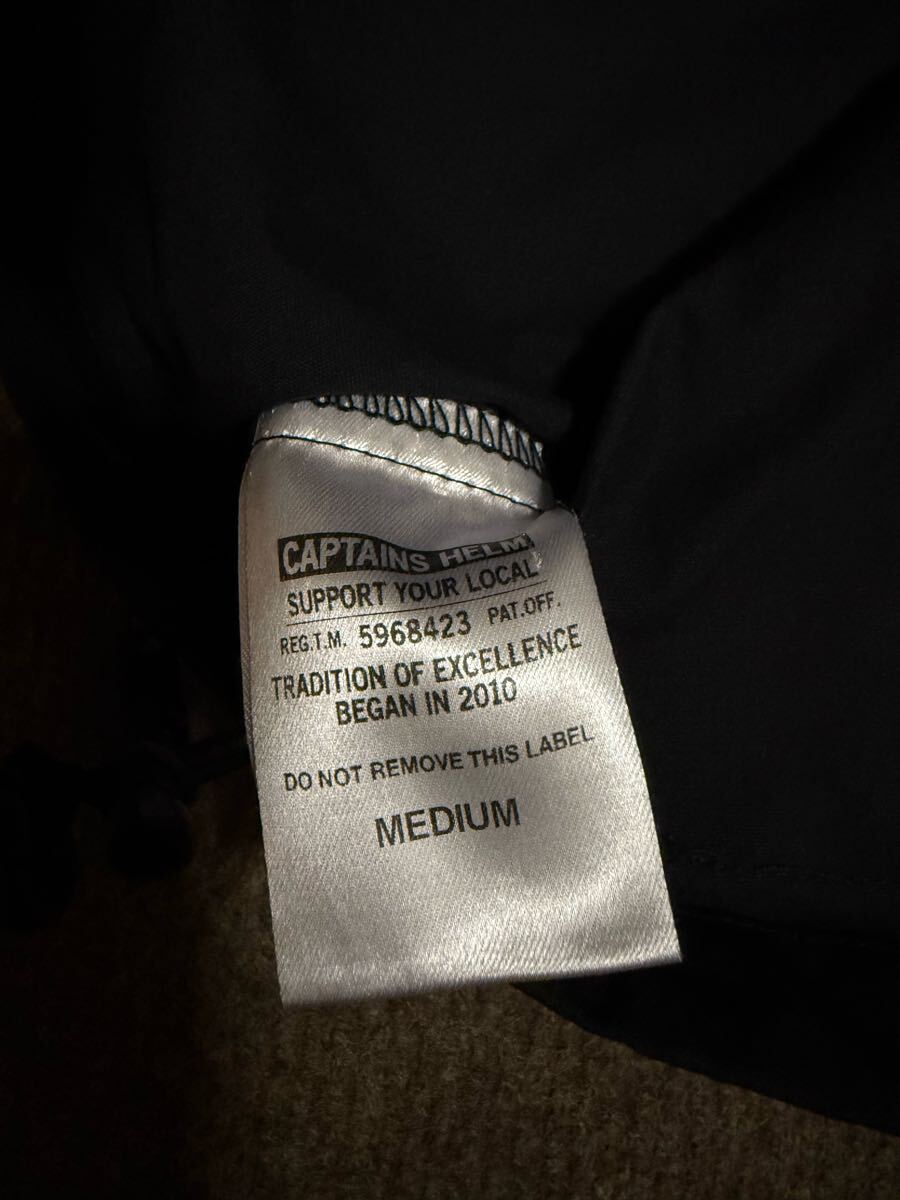 CAPTAINS HELM
SUPPORT YOUR LOCAL
REG.T.M. 5968423 PAT.OFF.
TRADITION OF EXCELLENCE
BEGAN IN 2010
DO NOT REMOVE THIS LABEL
MEDIUM